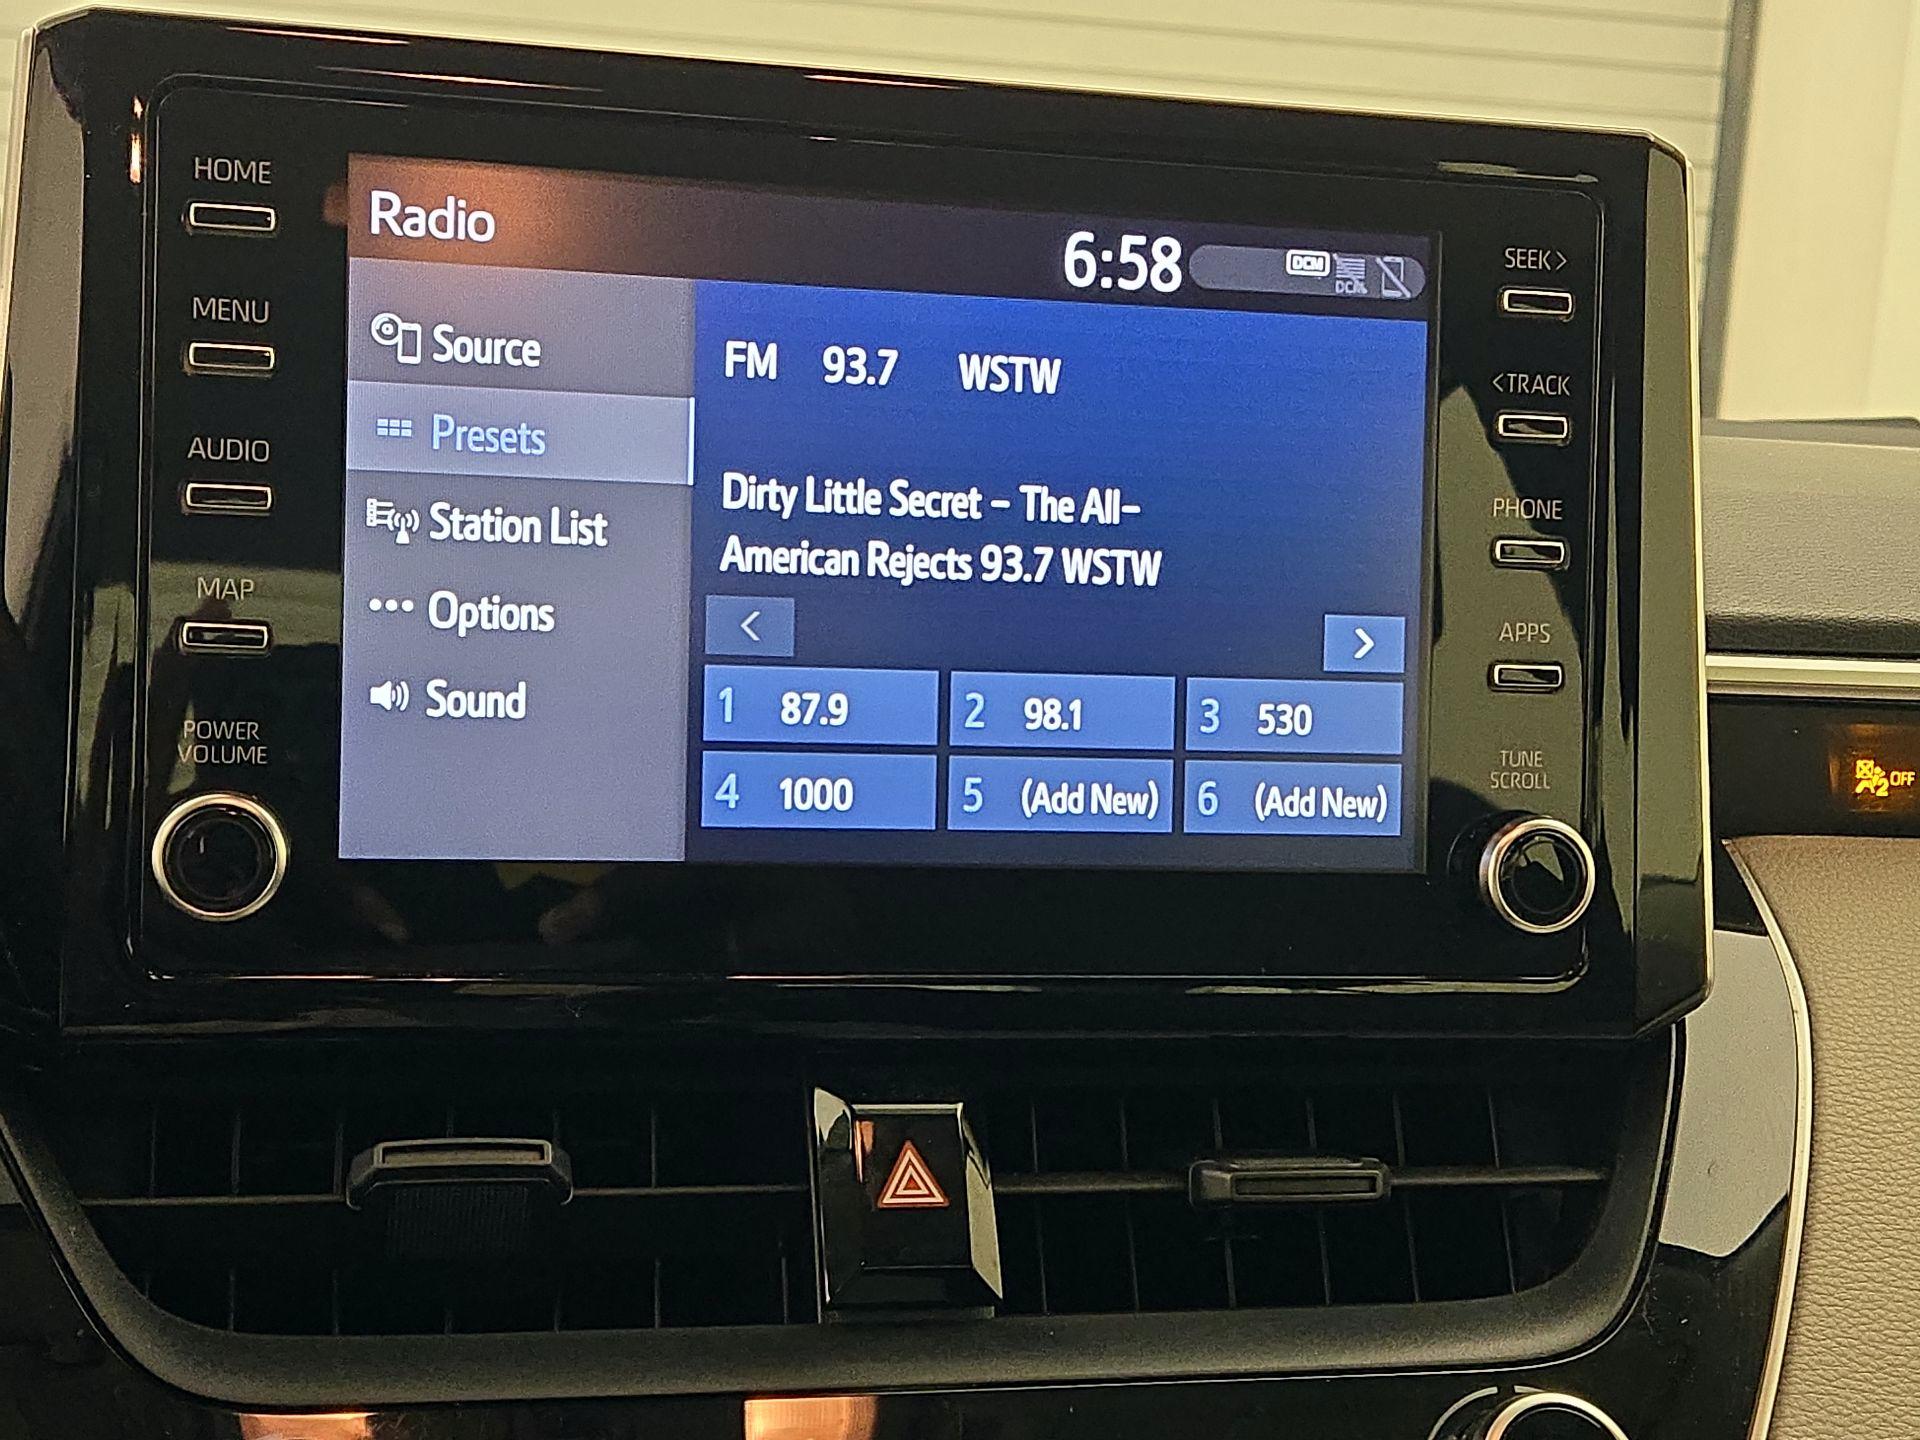 HOME
MENU
AUDIO
MAP
POWER
VOLUME
Radio
6:58
DCM
DCM
Source
Presets
Station List
Options
Sound
FM 93.7 WSTW
Dirty Little Secret - The All-
American Rejects 93.7 WSTW
<
>
1 87.9
2 98.1
3 530
4 1000
5 (Add New)
6 (Add New)
SEEK>
<TRACK
PHONE
APPS
TUNE
SCROLL
2 OFF